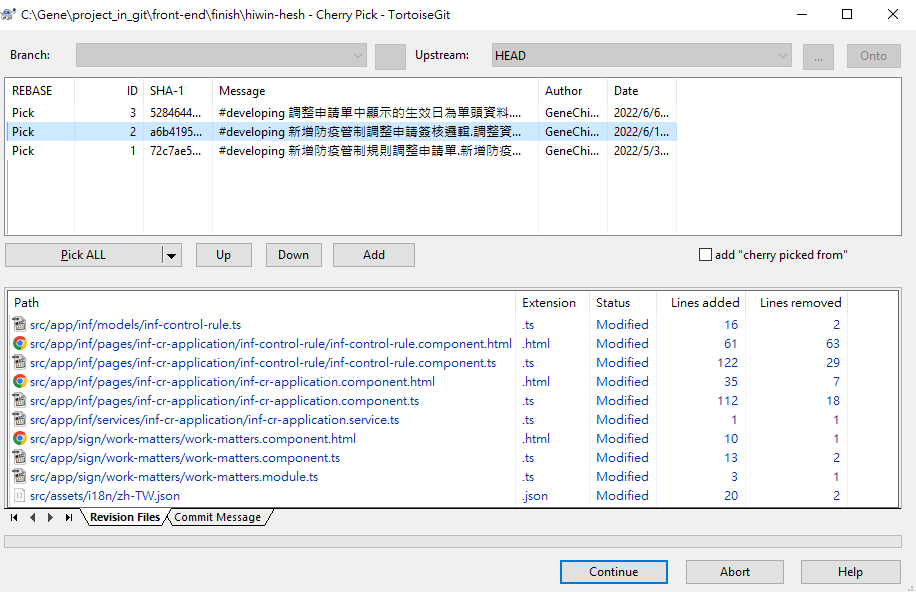 C:\Gene\project_in_git\front-end\finish\hiwin-hesh - Cherry Pick - TortoiseGit
Branch: Upstream: HEAD ... Onto
REBASE ID SHA-1 Message Author Date
Pick 3 5284644... #developing 調整申請單中顯示的生效日為單頭資料.... GeneChi... 2022/6/6...
Pick 2 a6b4195... #developing 新增防疫管制調整申請簽核邏輯.調整資... GeneChi... 2022/6/1...
Pick 1 72c7ae5... #developing 新增防疫管制規則調整申請單.新增防疫... GeneChi... 2022/5/3...
Pick ALL Up Down Add add "cherry picked from"
Path Extension Status Lines added Lines removed
src/app/inf/models/inf-control-rule.ts .ts Modified 16 2
src/app/inf/pages/inf-cr-application/inf-control-rule/inf-control-rule.component.html .html Modified 61 63
src/app/inf/pages/inf-cr-application/inf-control-rule/inf-control-rule.component.ts .ts Modified 122 29
src/app/inf/pages/inf-cr-application/inf-cr-application.component.html .html Modified 35 7
src/app/inf/pages/inf-cr-application/inf-cr-application.component.ts .ts Modified 112 18
src/app/inf/services/inf-cr-application/inf-cr-application.service.ts .ts Modified 1 1
src/app/sign/work-matters/work-matters.component.html .html Modified 10 1
src/app/sign/work-matters/work-matters.component.ts .ts Modified 13 2
src/app/sign/work-matters/work-matters.module.ts .ts Modified 3 1
src/assets/i18n/zh-TW.json .json Modified 20 2
Revision Files Commit Message
Continue Abort Help